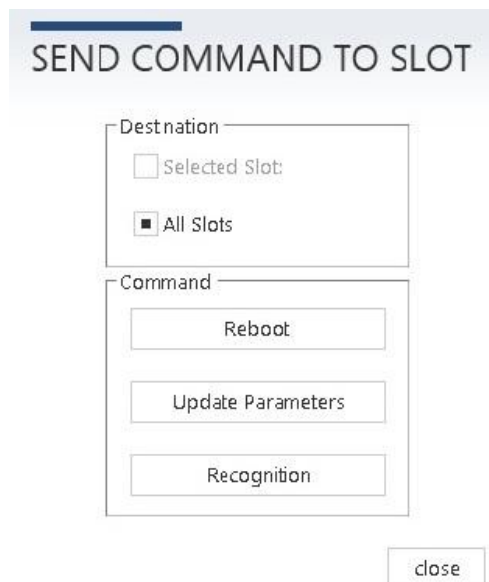 SEND COMMAND TO SLOT
Destnation
Selected Slot:
All Slots
Command
Reboot
Update Parameters
Recognition
close